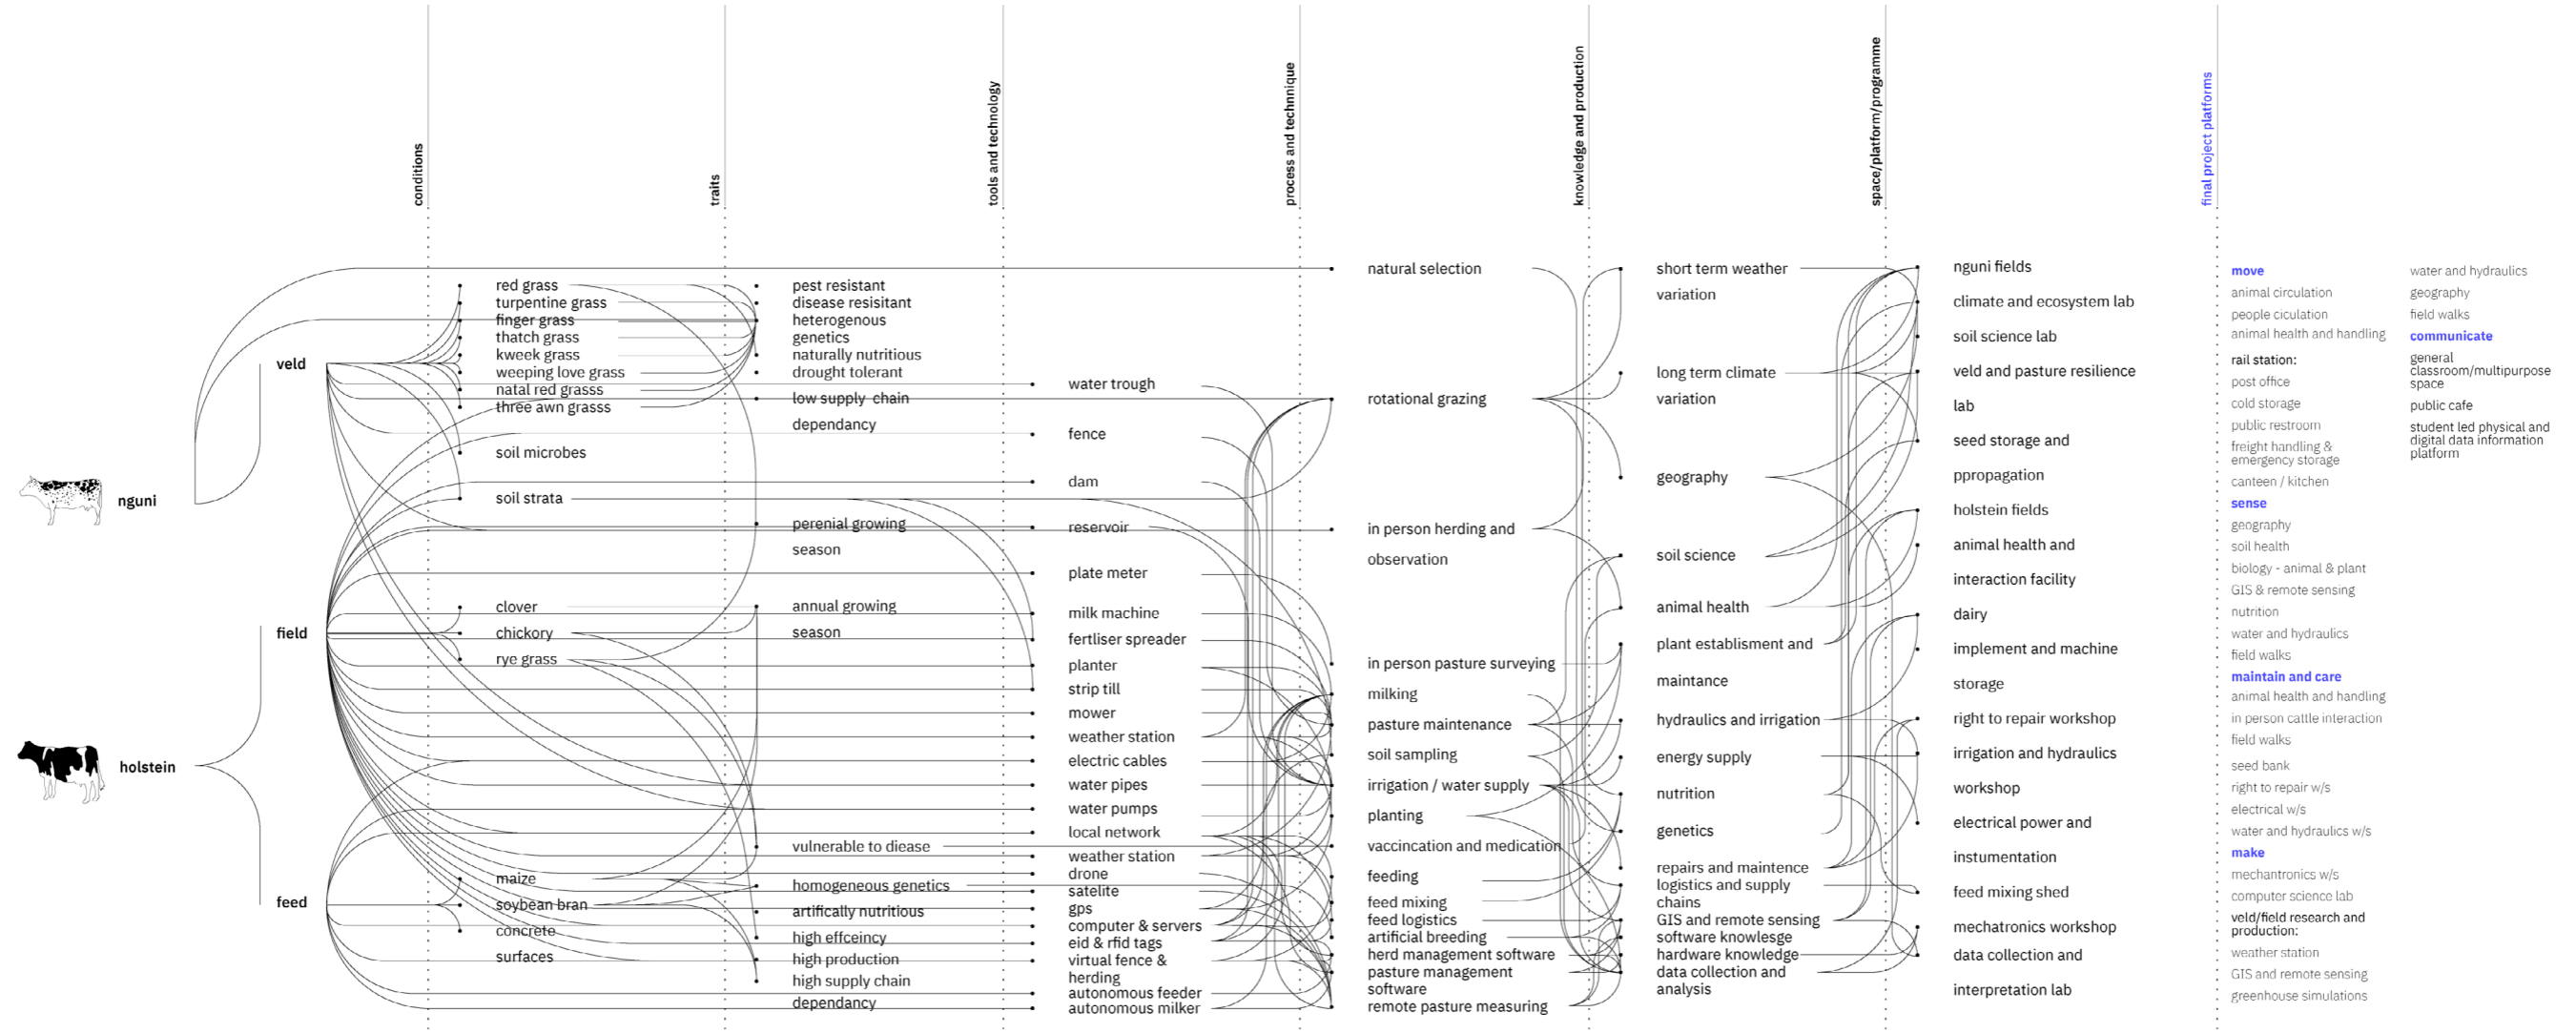 conditions
traits
tools and technology
process and technnique
knowledge and production
space/platform/programme
final project platforms
nguni
holstein
veld
field
feed
red grass
turpentine grass
finger grass
thatch grass
kweek grass
weeping love grass
natal red grasss
three awn grasss
soil microbes
soil strata
clover
chickory
rye grass
maize
soybean bran
concrete
surfaces
pest resistant
disease resisitant
heterogenous
genetics
naturally nutritious
drought tolerant
low supply chain
dependancy
perenial growing
season
annual growing
season
vulnerable to diease
homogeneous genetics
artifically nutritious
high effceincy
high production
high supply chain
dependancy
water trough
fence
dam
reservoir
plate meter
milk machine
fertliser spreader
planter
strip till
mower
weather station
electric cables
water pipes
water pumps
local network
weather station
drone
satelite
gps
computer & servers
eid & rfid tags
virtual fence &
herding
autonomous feeder
autonomous milker
natural selection
rotational grazing
in person herding and
observation
in person pasture surveying
milking
pasture maintenance
soil sampling
irrigation / water supply
planting
vaccincation and medication
feeding
feed mixing
feed logistics
artificial breeding
herd management software
pasture management
software
remote pasture measuring
short term weather
variation
long term climate
variation
geography
soil science
animal health
plant establisment and
maintance
hydraulics and irrigation
energy supply
nutrition
genetics
repairs and maintence
logistics and supply
chains
GIS and remote sensing
software knowlesge
hardware knowledge
data collection and
analysis
nguni fields
climate and ecosystem lab
soil science lab
veld and pasture resilience
lab
seed storage and
ppropagation
holstein fields
animal health and
interaction facility
dairy
implement and machine
storage
right to repair workshop
irrigation and hydraulics
workshop
electrical power and
instumentation
feed mixing shed
mechatronics workshop
data collection and
interpretation lab
move
animal circulation
people ciculation
animal health and handling
rail station:
post office
cold storage
public restroom
freight handling &
emergency storage
canteen / kitchen
sense
geography
soil health
biology - animal & plant
GIS & remote sensing
nutrition
water and hydraulics
field walks
maintain and care
animal health and handling
in person cattle interaction
field walks
seed bank
right to repair w/s
electrical w/s
water and hydraulics w/s
make
mechantronics w/s
computer science lab
veld/field research and
production:
weather station
GIS and remote sensing
greenhouse simulations
water and hydraulics
geography
field walks
communicate
general
classroom/multipurpose
space
public cafe
student led physical and
digital data information
platform